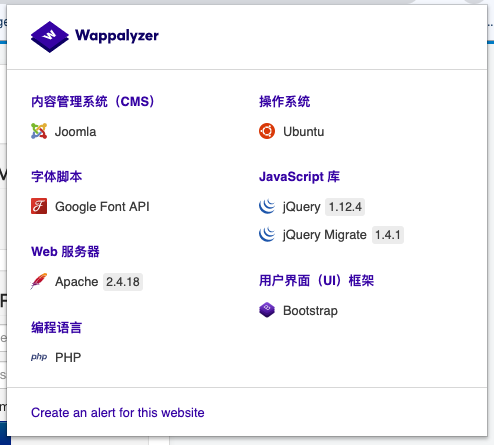 Wappalyzer
内容管理系统（CMS）
Joomla
字体脚本
Google Font API
Web 服务器
Apache 2.4.18
编程语言
php PHP
操作系统
Ubuntu
JavaScript 库
jQuery 1.12.4
jQuery Migrate 1.4.1
用户界面（UI）框架
Bootstrap
Create an alert for this website